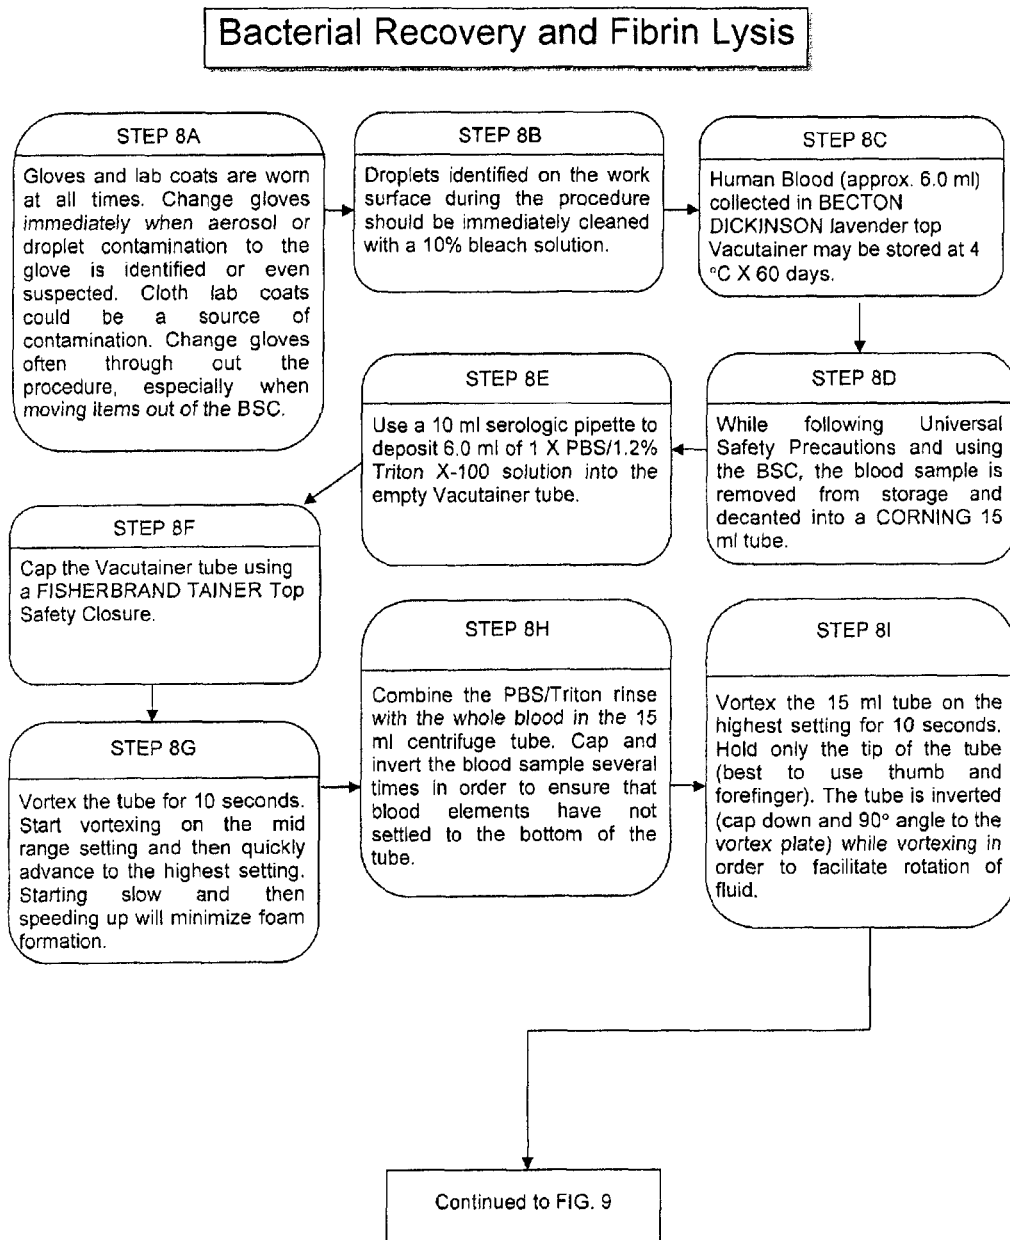 Bacterial Recovery and Fibrin Lysis
STEP 8A
Gloves and lab coats are worn
at all times. Change gloves
immediately when aerosol or
droplet contamination to the
glove is identified or even
suspected. Cloth lab coats
could be a source of
contamination. Change gloves
often through out the
procedure, especially when
moving items out of the BSC.
STEP 8B
Droplets identified on the work
surface during the procedure
should be immediately cleaned
with a 10% bleach solution.
STEP 8C
Human Blood (approx. 6.0 ml)
collected in BECTON
DICKINSON lavender top
Vacutainer may be stored at 4
°C X 60 days.
STEP 8D
While following Universal
Safety Precautions and using
the BSC, the blood sample is
removed from storage and
decanted into a CORNING 15
ml tube.
STEP 8E
Use a 10 ml serologic pipette to
deposit 6.0 ml of 1 X PBS/1.2%
Triton X-100 solution into the
empty Vacutainer tube.
STEP 8F
Cap the Vacutainer tube using
a FISHERBRAND TAINER Top
Safety Closure.
STEP 8G
Vortex the tube for 10 seconds.
Start vortexing on the mid
range setting and then quickly
advance to the highest setting.
Starting slow and then
speeding up will minimize foam
formation.
STEP 8H
Combine the PBS/Triton rinse
with the whole blood in the 15
ml centrifuge tube. Cap and
invert the blood sample several
times in order to ensure that
blood elements have not
settled to the bottom of the
tube.
STEP 8I
Vortex the 15 ml tube on the
highest setting for 10 seconds.
Hold only the tip of the tube
(best to use thumb and
forefinger). The tube is inverted
(cap down and 90° angle to the
vortex plate) while vortexing in
order to facilitate rotation of
fluid.
Continued to FIG. 9